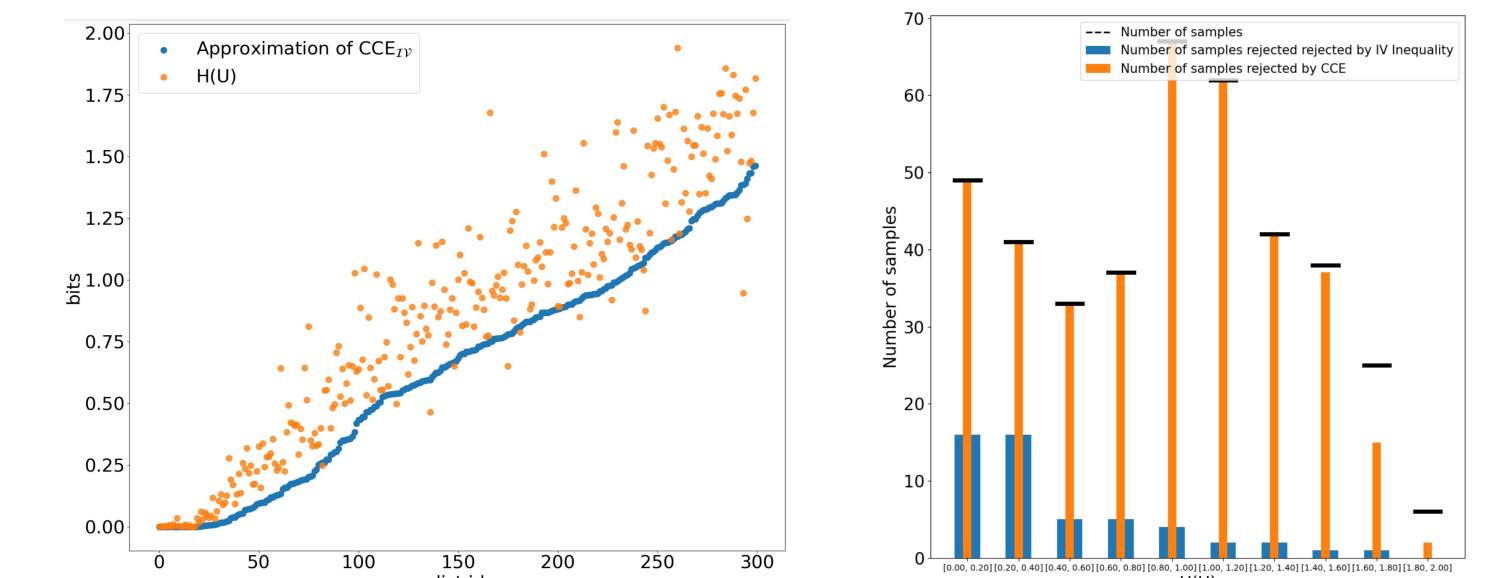 2.00
1.75
1.50
1.25
1.00
0.75
0.50
0.25
0.00
bits
Approximation of CCE_IV
H(U)
0 50 100 150 200 250 300
70
60
50
40
30
20
10
0
Number of samples
Number of samples
Number of samples rejected rejected by IV Inequality
Number of samples rejected by CCE
[0.00, 0.20] [0.20, 0.40] [0.40, 0.60] [0.60, 0.80] [0.80, 1.00] [1.00, 1.20] [1.20, 1.40] [1.40, 1.60] [1.60, 1.80] [1.80, 2.00]
H(U)